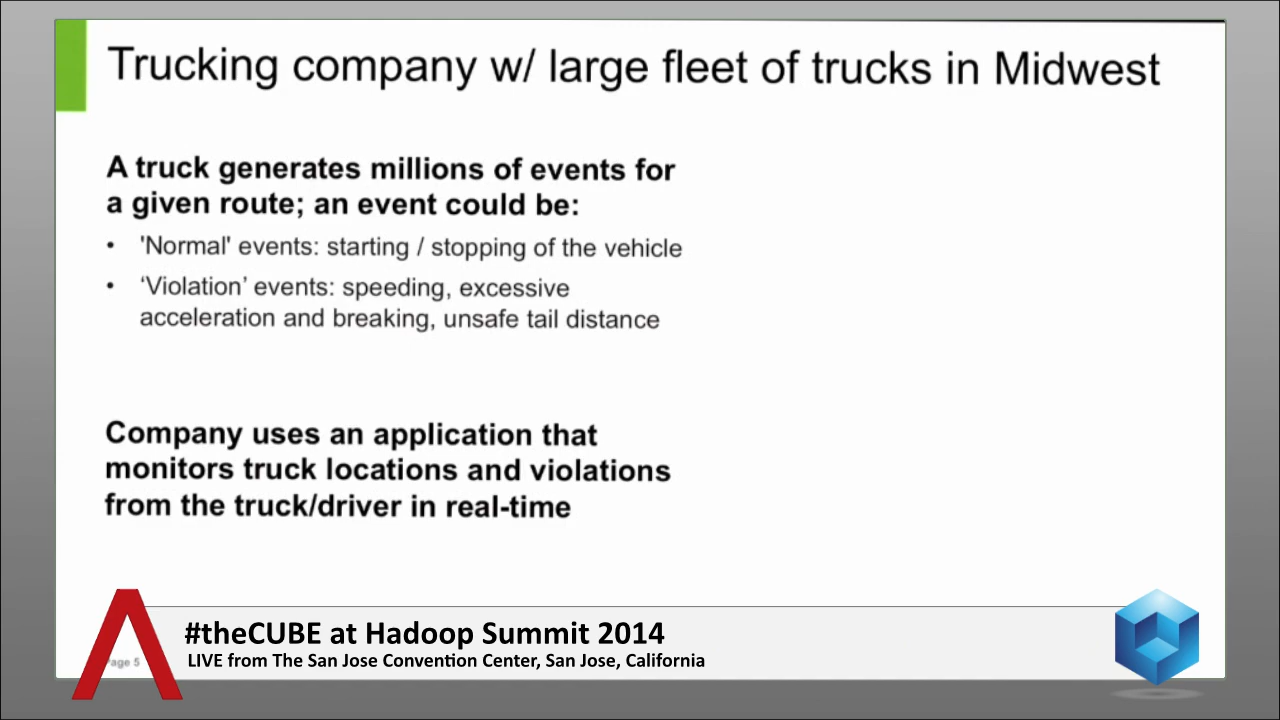 Trucking company w/ large fleet of trucks in Midwest
A truck generates millions of events for
a given route; an event could be:
• 'Normal' events: starting / stopping of the vehicle
• ‘Violation’ events: speeding, excessive
acceleration and breaking, unsafe tail distance
Company uses an application that
monitors truck locations and violations
from the truck/driver in real-time
#theCUBE at Hadoop Summit 2014
LIVE from The San Jose Convention Center, San Jose, California
age 5